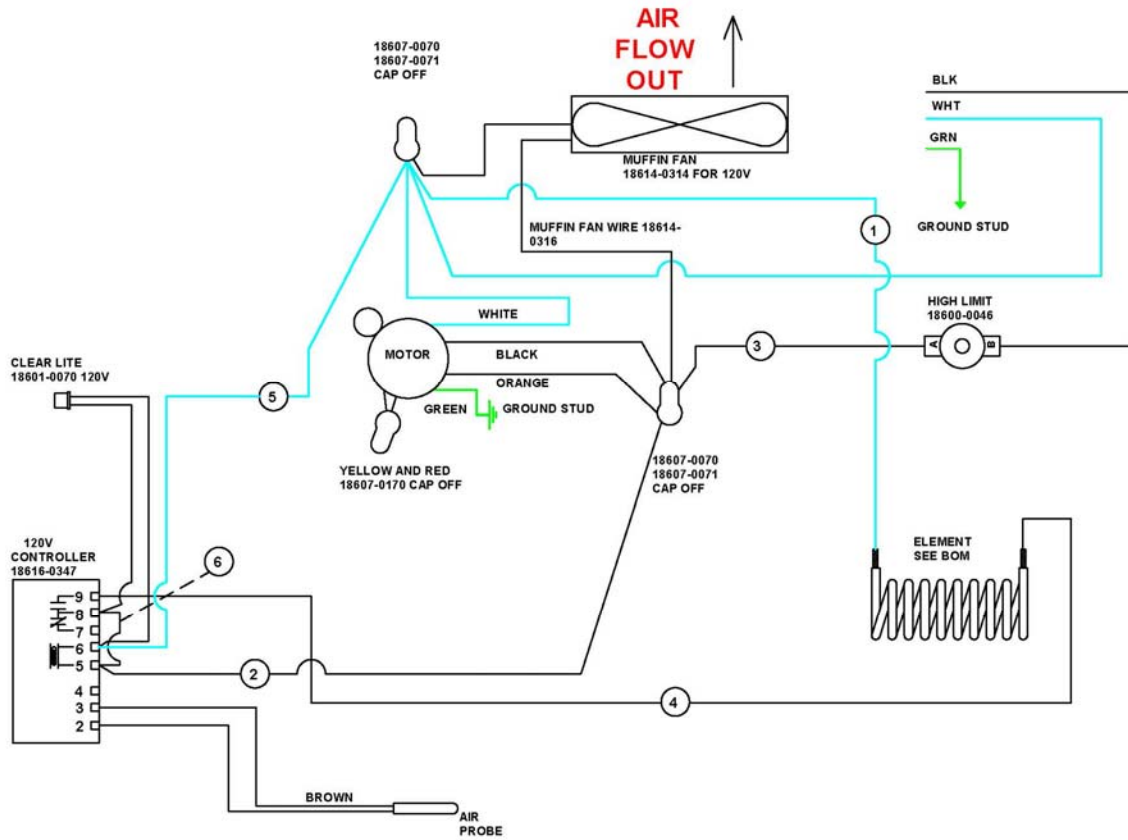 AIR
FLOW
OUT
18607-0070
18607-0071
CAP OFF
MUFFIN FAN
18614-0314 FOR 120V
BLK
WHT
GRN
GROUND STUD
MUFFIN FAN WIRE 18614-
0316
1
HIGH LIMIT
18600-0046
A
B
WHITE
MOTOR
BLACK
ORANGE
GREEN
GROUND STUD
3
CLEAR LITE
18601-0070 120V
5
YELLOW AND RED
18607-0170 CAP OFF
18607-0070
18607-0071
CAP OFF
120V
CONTROLLER
18616-0347
6
ELEMENT
SEE BOM
9
8
7
6
5
4
3
2
2
4
BROWN
AIR
PROBE